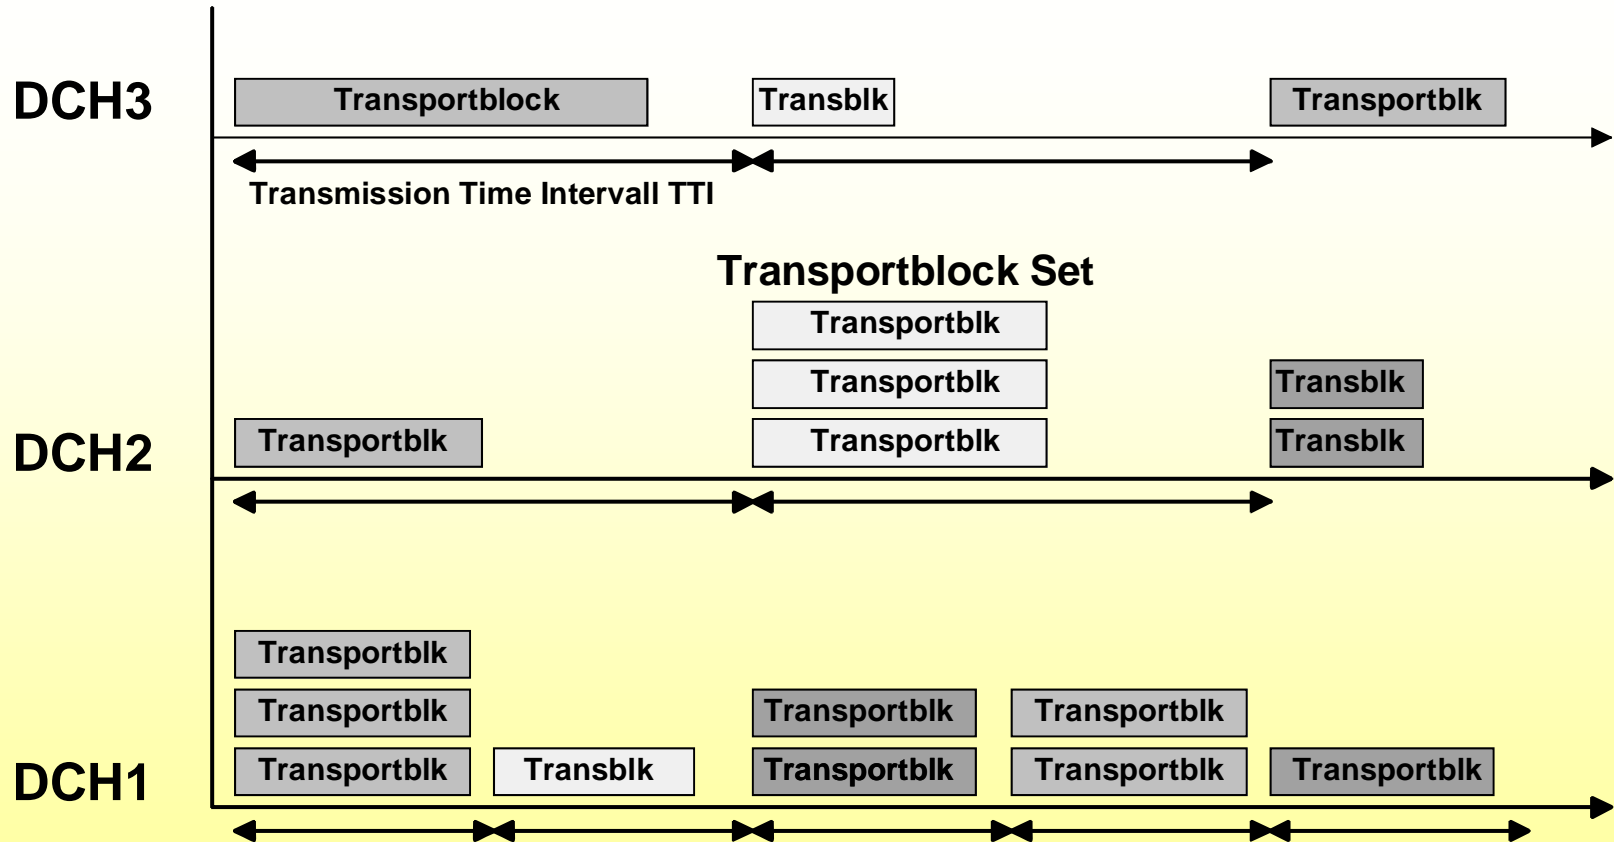 DCH3
Transportblock
Transblk
Transportblk
Transmission Time Intervall TTI
Transportblock Set
Transportblk
Transportblk
Transblk
DCH2
Transportblk
Transportblk
Transblk
Transportblk
Transportblk
Transportblk
Transportblk
DCH1
Transportblk
Transblk
Transportblk
Transportblk
Transportblk